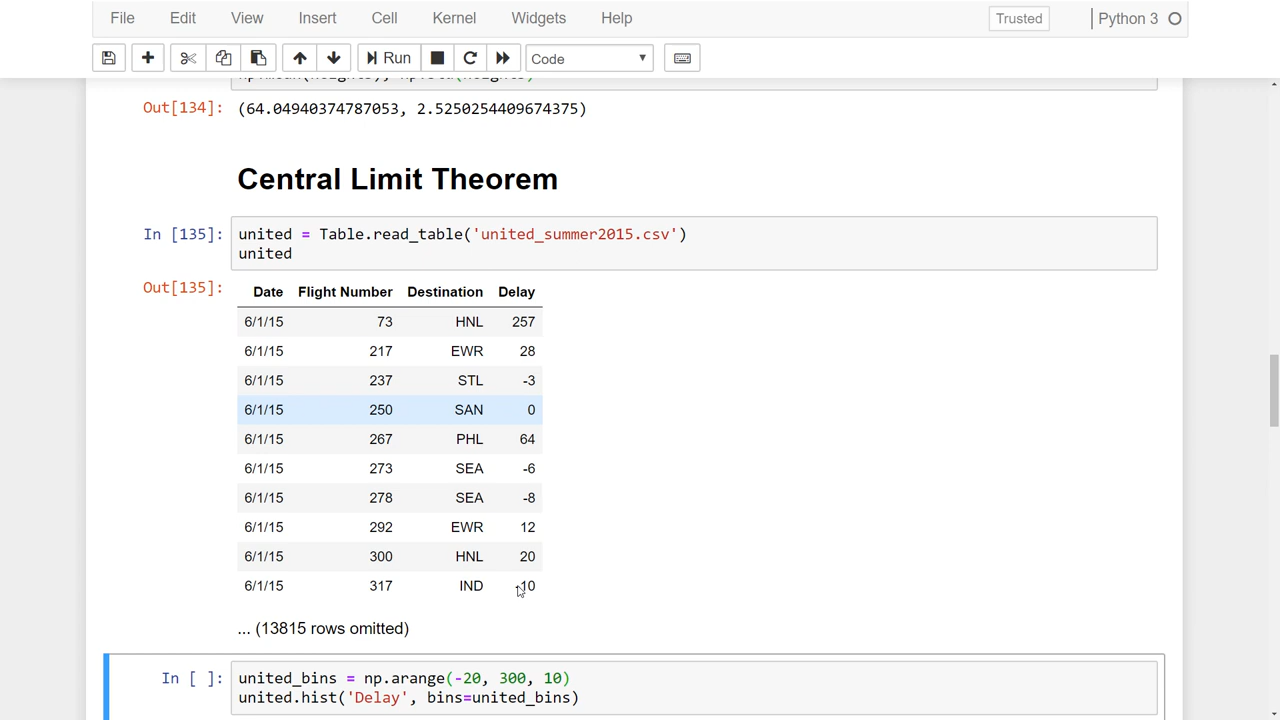 File Edit View Insert Cell Kernel Widgets Help Trusted Python 3
Run Code
Out[134]: (64.04940374787053, 2.5250254409674375)
Central Limit Theorem
In [135]: united = Table.read_table('united_summer2015.csv')
united
Out[135]: Date Flight Number Destination Delay
6/1/15 73 HNL 257
6/1/15 217 EWR 28
6/1/15 237 STL -3
6/1/15 250 SAN 0
6/1/15 267 PHL 64
6/1/15 273 SEA -6
6/1/15 278 SEA -8
6/1/15 292 EWR 12
6/1/15 300 HNL 20
6/1/15 317 IND -10
... (13815 rows omitted)
In [ ]: united_bins = np.arange(-20, 300, 10)
united.hist('Delay', bins=united_bins)